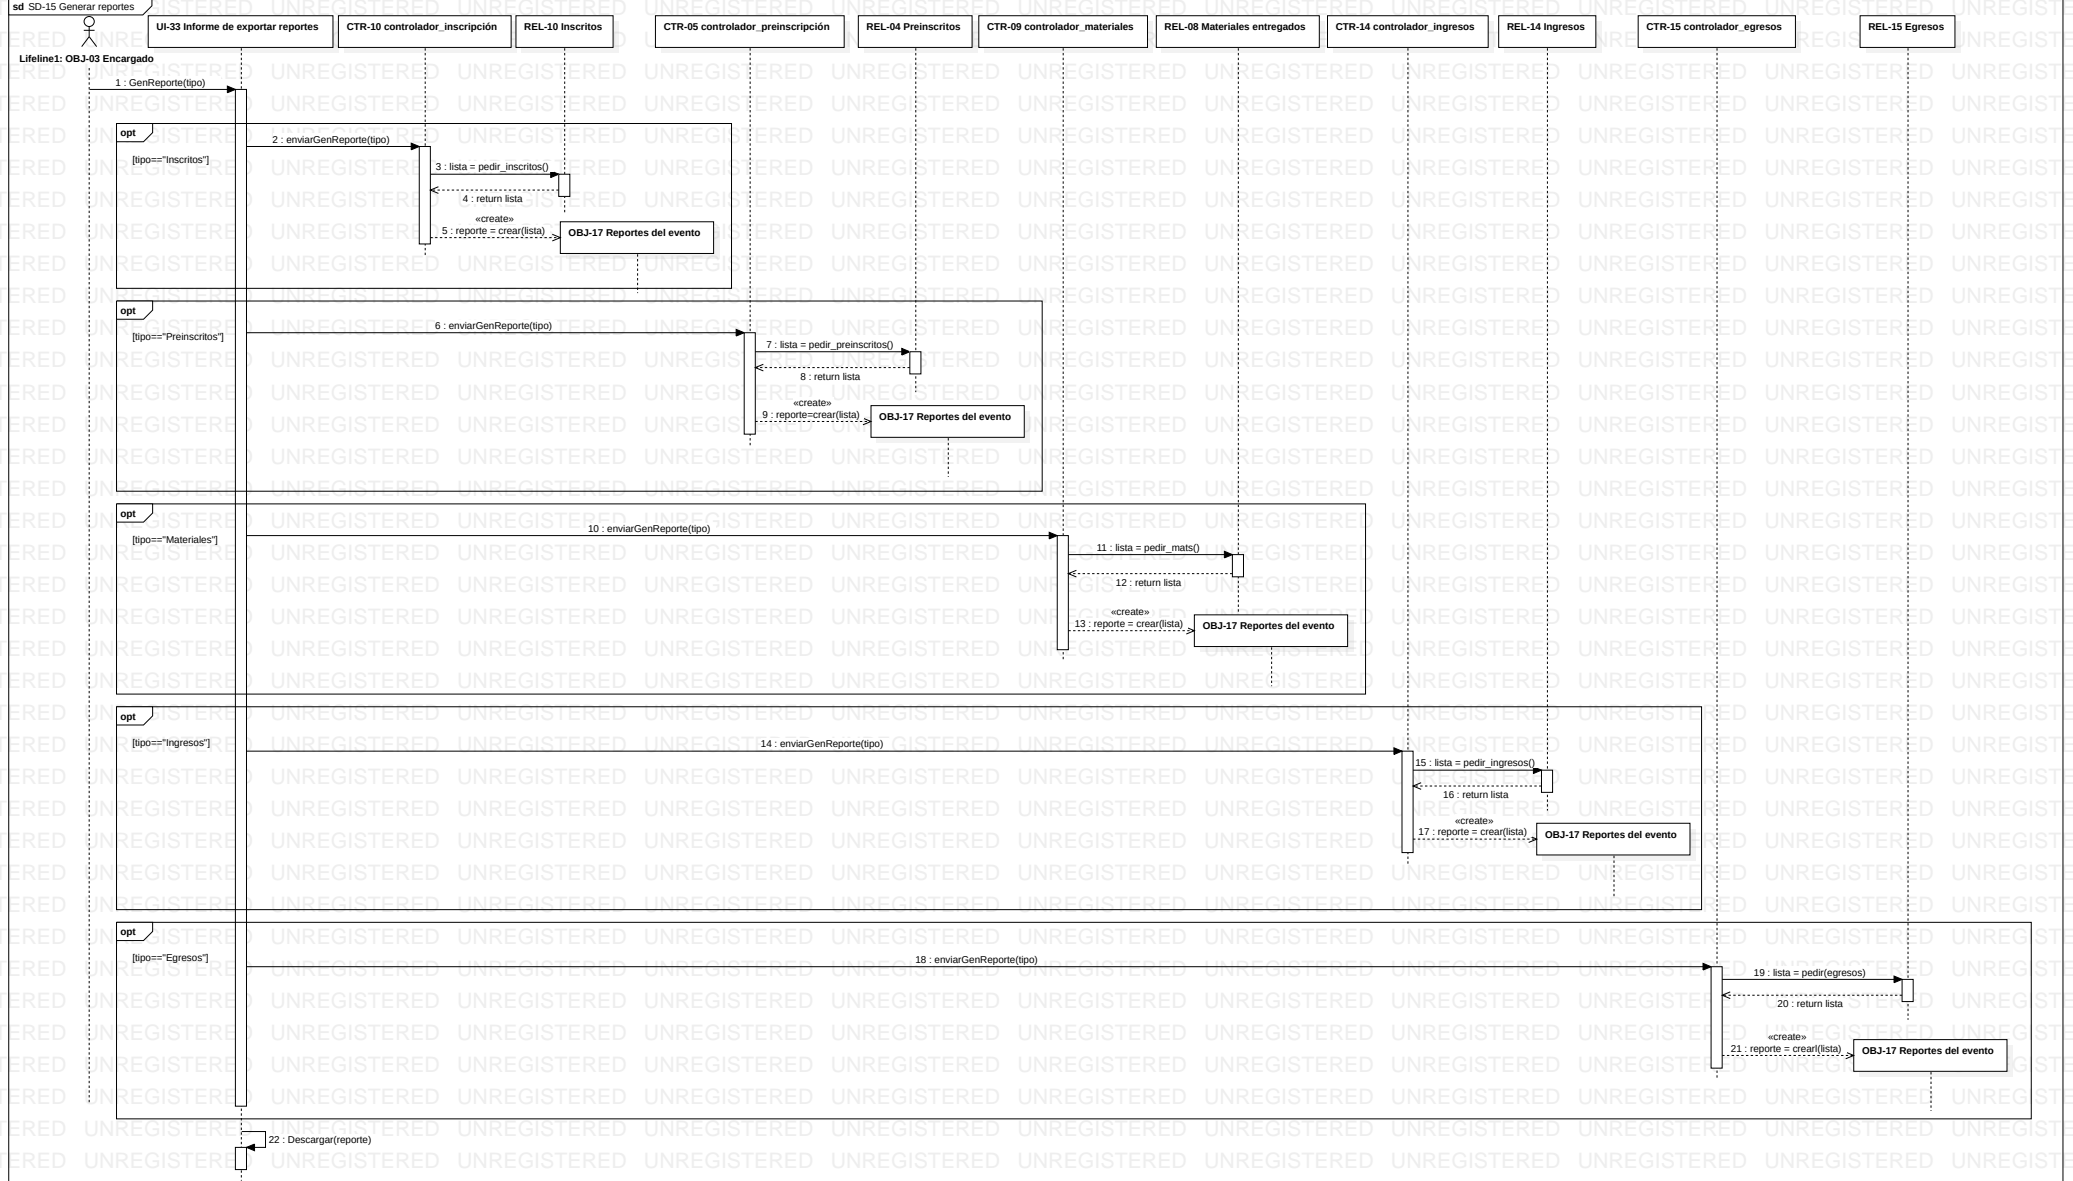 sd SD-15 Generar reportes
Lifeline1: OBJ-03 Encargado
UI-33 Informe de exportar reportes
CTR-10 controlador_inscripción
REL-10 Inscritos
CTR-05 controlador_preinscripción
REL-04 Preinscritos
CTR-09 controlador_materiales
REL-08 Materiales entregados
CTR-14 controlador_ingresos
REL-14 Ingresos
CTR-15 controlador_egresos
REL-15 Egresos
1 : GenReporte(tipo)
opt
[tipo=="Inscritos"]
2 : enviarGenReporte(tipo)
3 : lista = pedir_inscritos()
4 : return lista
«create»
5 : reporte = crear(lista)
OBJ-17 Reportes del evento
opt
[tipo=="Preinscritos"]
6 : enviarGenReporte(tipo)
7 : lista = pedir_preinscritos()
8 : return lista
«create»
9 : reporte=crear(lista)
OBJ-17 Reportes del evento
opt
[tipo=="Materiales"]
10 : enviarGenReporte(tipo)
11 : lista = pedir_mats()
12 : return lista
«create»
13 : reporte = crear(lista)
OBJ-17 Reportes del evento
opt
[tipo=="Ingresos"]
14 : enviarGenReporte(tipo)
15 : lista = pedir_ingresos()
16 : return lista
«create»
17 : reporte = crear(lista)
OBJ-17 Reportes del evento
opt
[tipo=="Egresos"]
18 : enviarGenReporte(tipo)
19 : lista = pedir(egresos)
20 : return lista
«create»
21 : reporte = crearl(lista)
OBJ-17 Reportes del evento
22 : Descargar(reporte)
UNREGISTERED